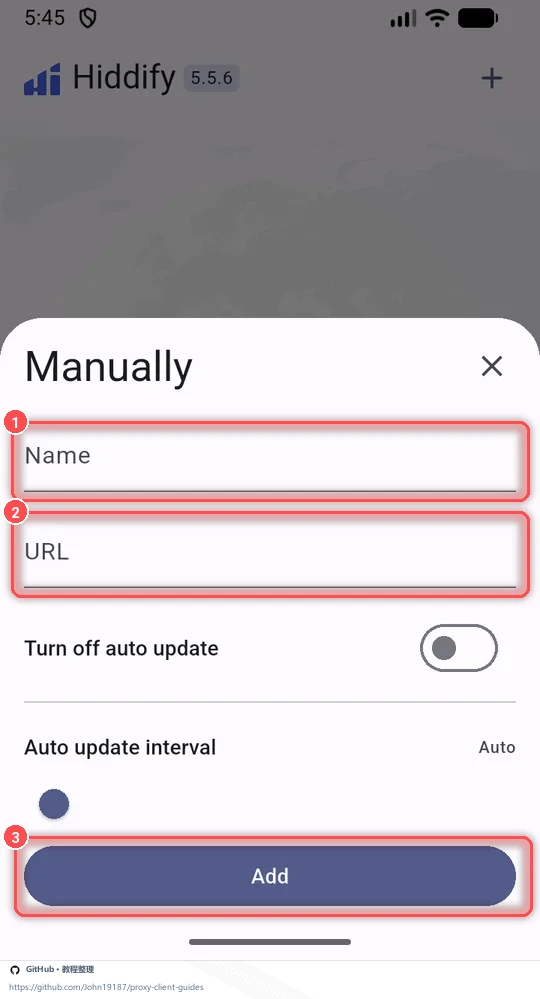 5:45
Hiddify 5.5.6
Manually
1
Name
2
URL
Turn off auto update
Auto update interval Auto
3
Add
GitHub • 教程整理
https://github.com/John19187/proxy-client-guides